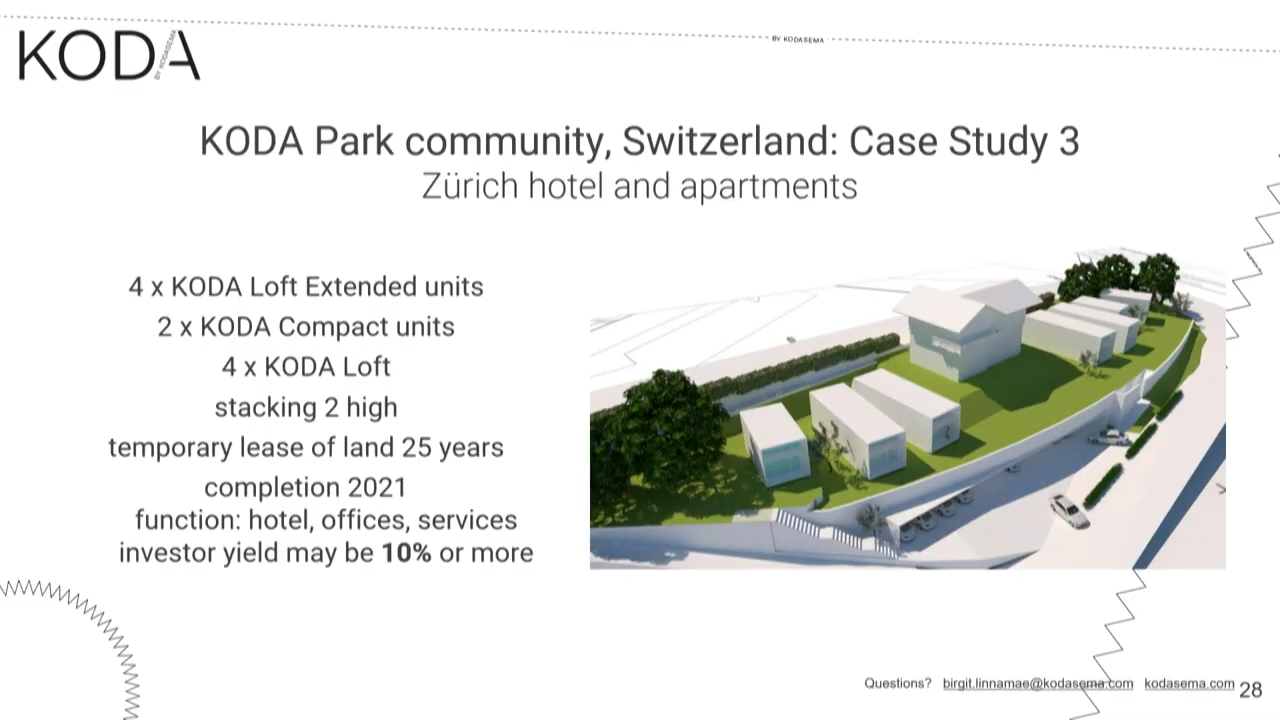 BY KODASEMA
KODA
BY KODASEMA
KODA Park community, Switzerland: Case Study 3
Zürich hotel and apartments
4 x KODA Loft Extended units
2 x KODA Compact units
4 x KODA Loft
stacking 2 high
temporary lease of land 25 years
completion 2021
function: hotel, offices, services
investor yield may be 10% or more
Questions? birgit.linnamae@kodasema.com kodasema.com 28